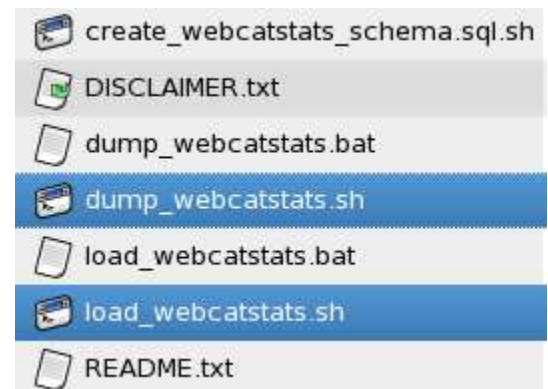 create_webcatstats_schema.sql.sh
DISCLAIMER.txt
dump_webcatstats.bat
dump_webcatstats.sh
load_webcatstats.bat
load_webcatstats.sh
README.txt